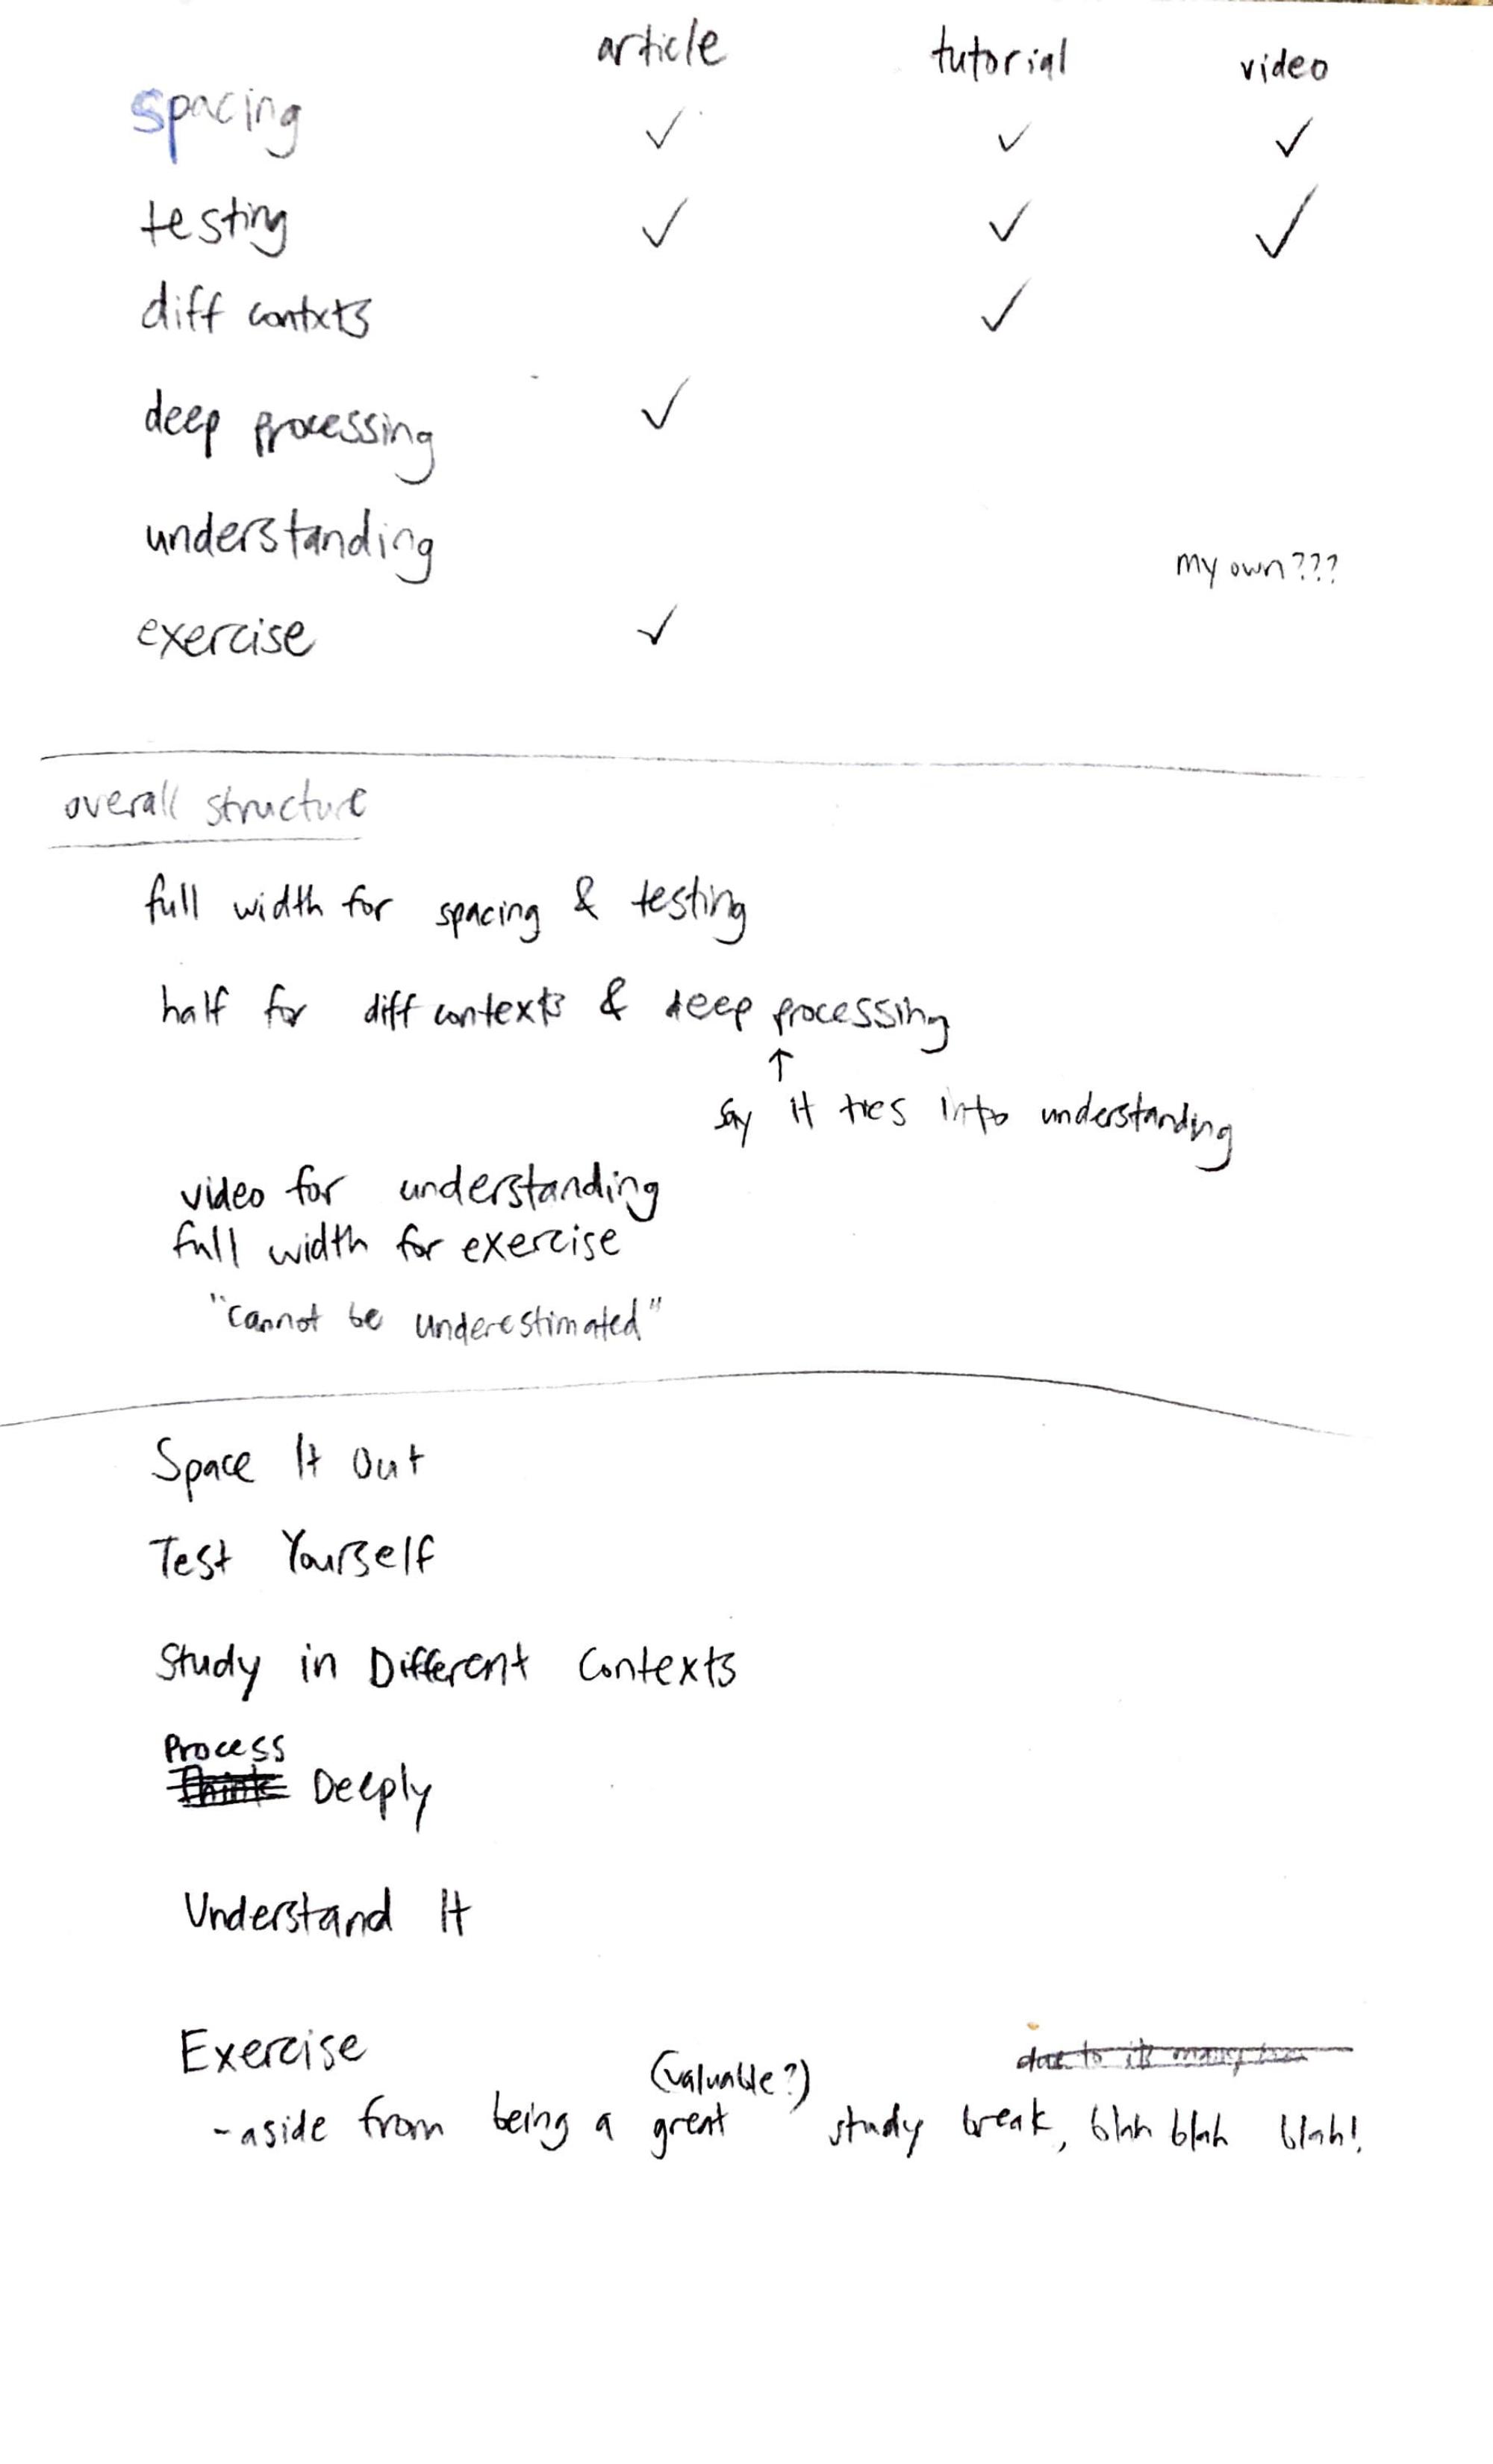 article tutorial video
spacing ✓ ✓ ✓
testing ✓ ✓ ✓
diff contxts ✓
deep processing ✓
understanding my own???
exercise ✓
overall structure
full width for spacing & testing
half for diff contexts & deep processing
↑
say it ties into understanding
video for understanding
full width for exercise
"cannot be underestimated"
Space It Out
Test Yourself
Study in Different Contexts
Process
Think Deeply
Understand It
Exercise
due to its many
(valuable?)
-aside from being a great study break, blah blah blah!